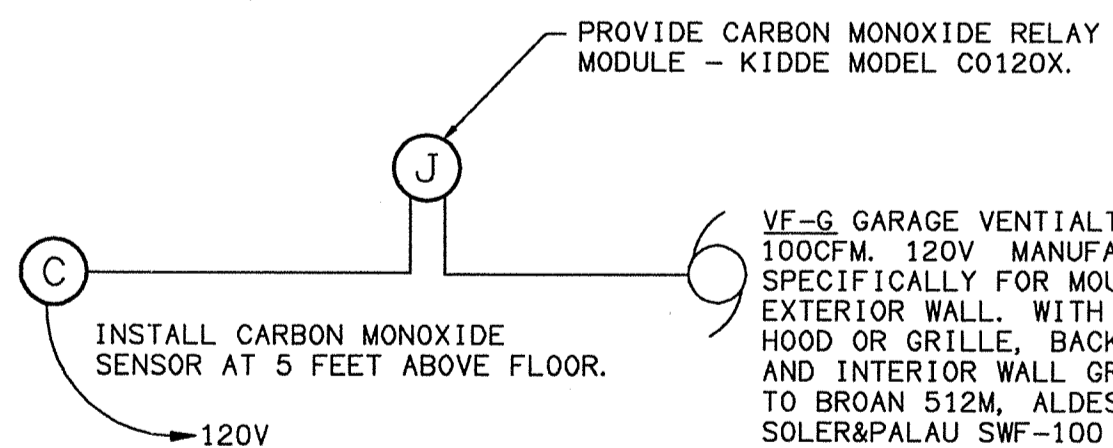 PROVIDE CARBON MONOXIDE RELAY
MODULE - KIDDE MODEL CO120X.
J
C
INSTALL CARBON MONOXIDE
SENSOR AT 5 FEET ABOVE FLOOR.
120V
VF-G GARAGE VENTIALT
100CFM. 120V MANUFA
SPECIFICALLY FOR MOU
EXTERIOR WALL. WITH
HOOD OR GRILLE, BACK
AND INTERIOR WALL GR
TO BROAN 512M, ALDES
SOLER&PALAU SWF-100